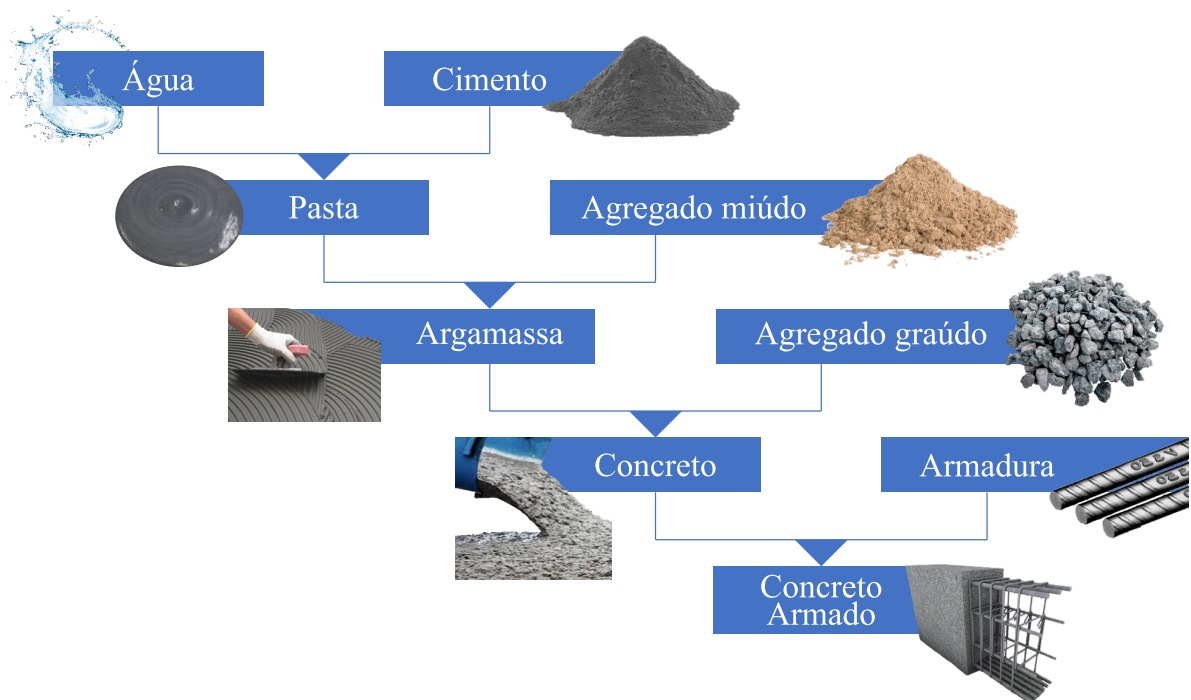 Água
Cimento
Pasta
Agregado miúdo
Argamassa
Agregado graúdo
Concreto
Armadura
Concreto
Armado